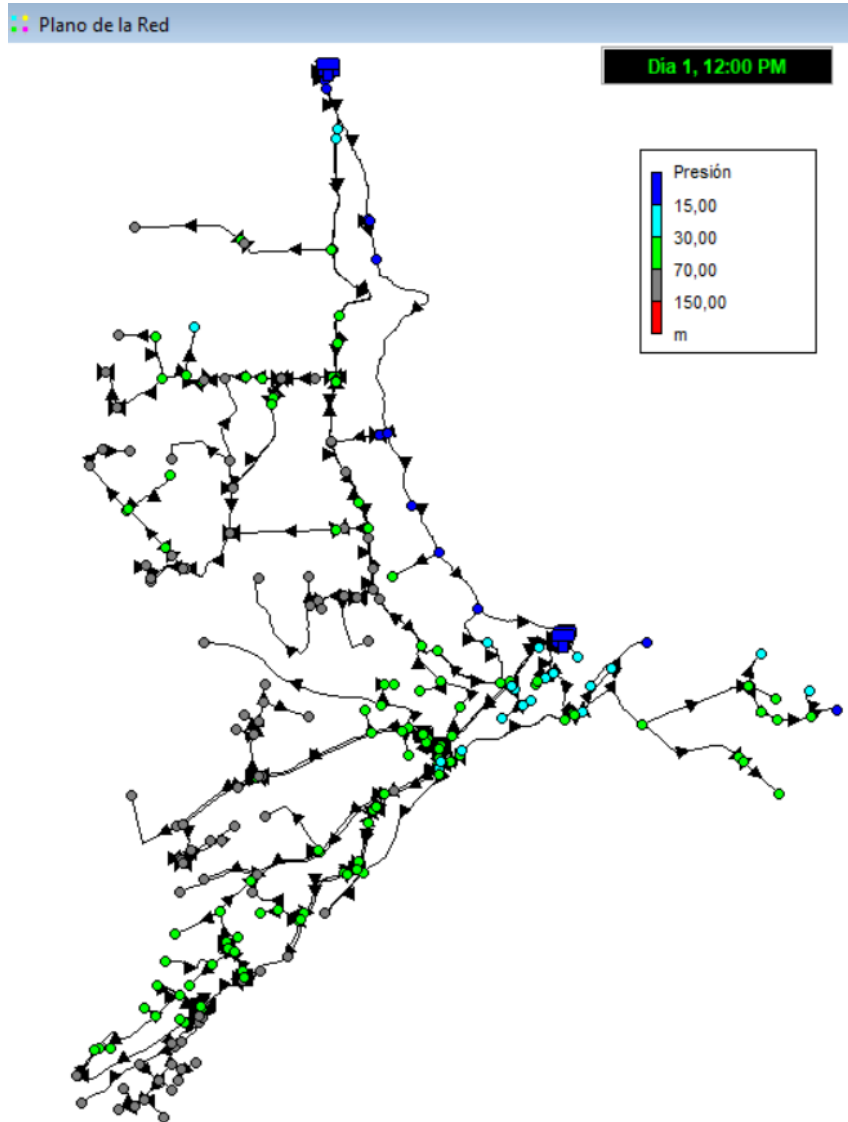 Plano de la Red
Dia 1, 12:00 PM
Presión
15,00
30,00
70,00
150,00
m